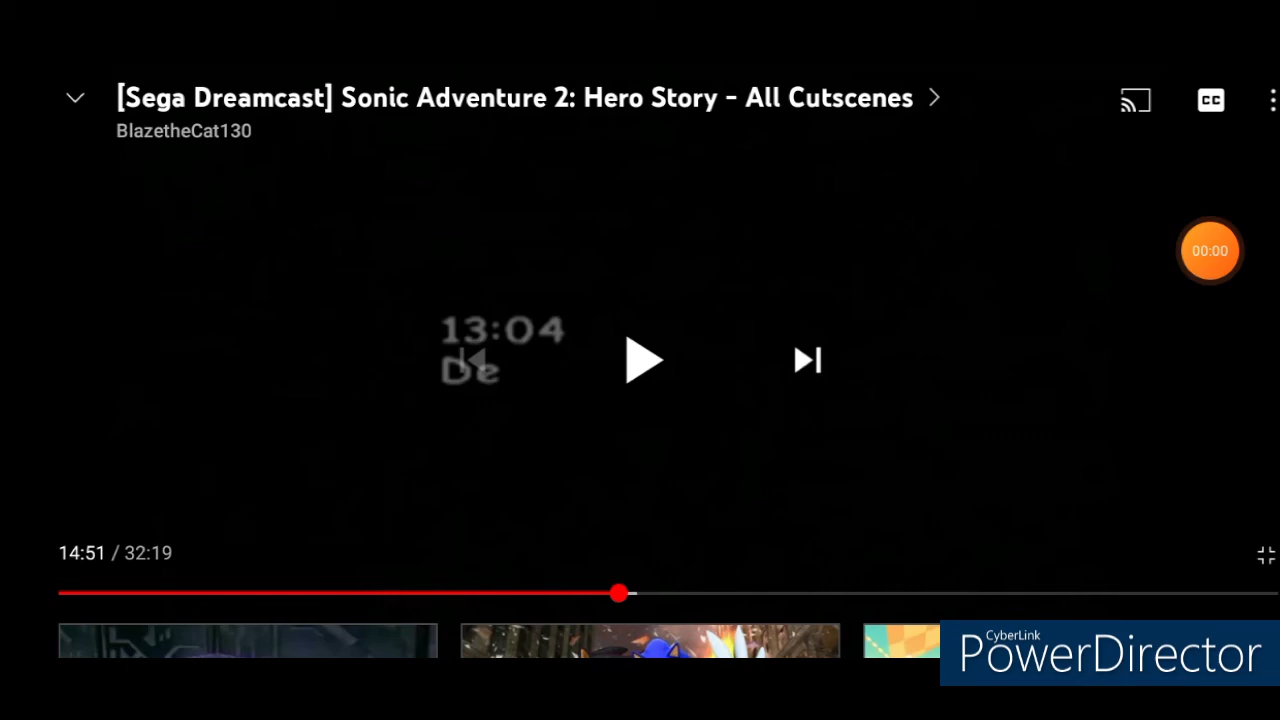 [Sega Dreamcast] Sonic Adventure 2: Hero Story - All Cutscenes
BlazetheCat130
CC
00:00
13:04
De
14:51 / 32:19
CyberLink
PowerDirector